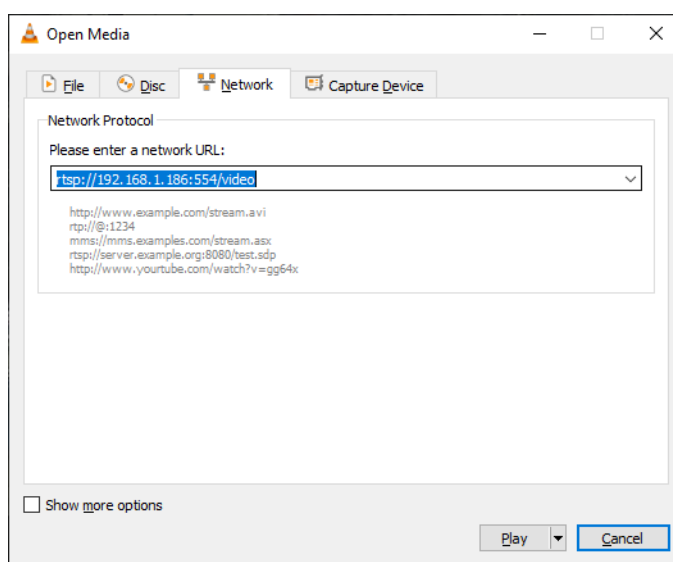 Open Media
File Disc Network Capture Device
Network Protocol
Please enter a network URL:
rtsp://192.168.1.186:554/video
http://www.example.com/stream.avi
rtp://@:1234
mms://mms.examples.com/stream.asx
rtsp://server.example.org:8080/test.sdp
http://www.yourtube.com/watch?v=gg64x
Show more options
Play Cancel